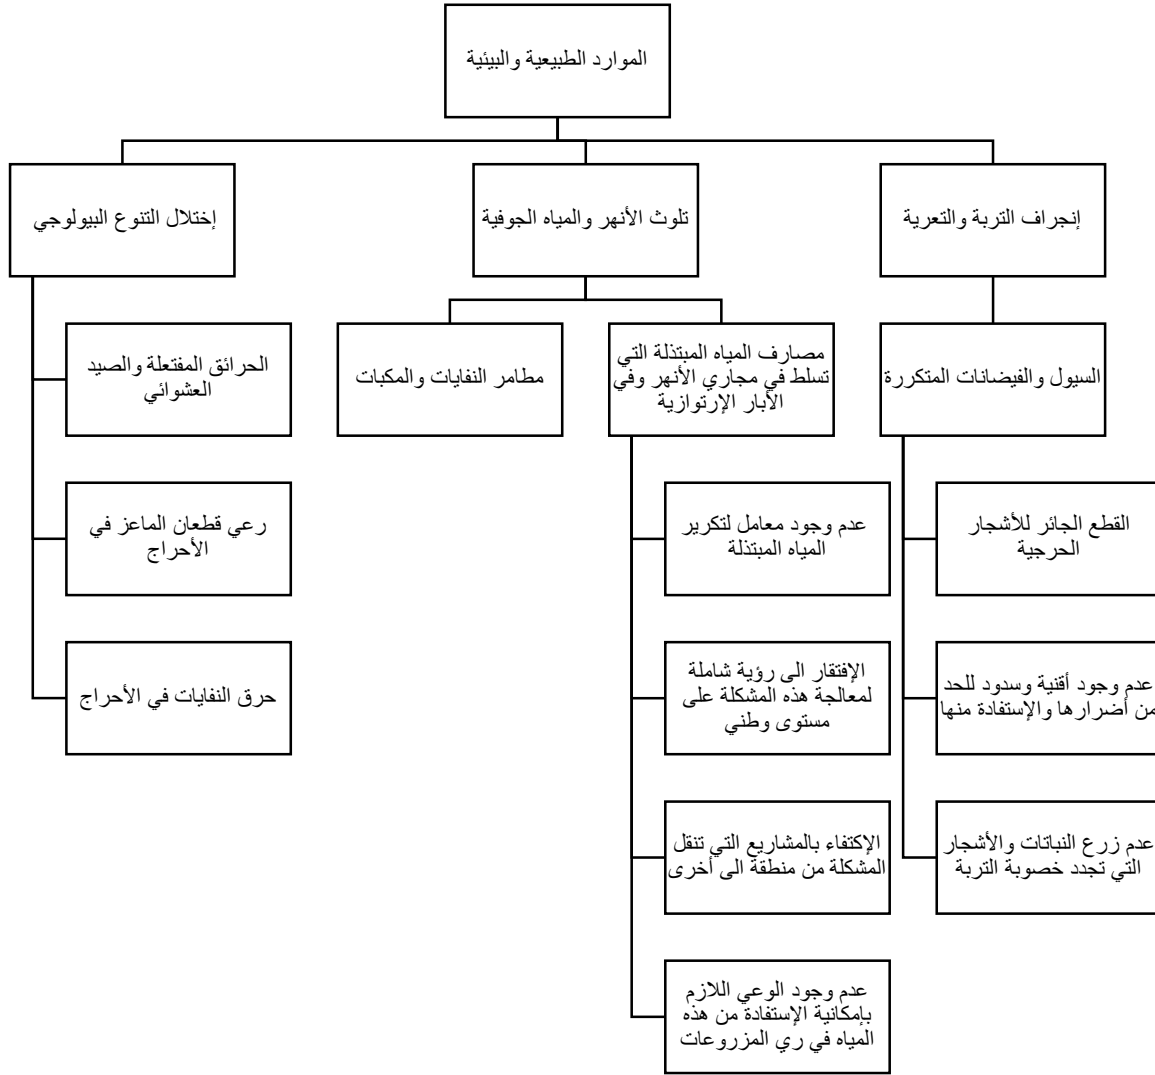 الموارد الطبيعية والبيئية
إنجراف التربة والتعرية
تلوث الأنهر والمياه الجوفية
إختلال التنوع البيولوجي
السيول والفيضانات المتكررة
مصارف المياه المبتذلة التي
تسلط في مجاري الأنهر وفي
الآبار الإرتوازية
مطامر النفايات والمكبات
الحرائق المفتعلة والصيد
العشوائي
القطع الجائر للأشجار
الحرجية
عدم وجود معامل لتكرير
المياه المبتذلة
رعي قطعان الماعز في
الأحراج
عدم وجود أقنية وسدود للحد
من أضرارها والإستفادة منها
الإفتقار الى رؤية شاملة
لمعالجة هذه المشكلة على
مستوى وطني
حرق النفايات في الأحراج
عدم زرع النباتات والأشجار
التي تجدد خصوبة التربة
الإكتفاء بالمشاريع التي تنقل
المشكلة من منطقة الى أخرى
عدم وجود الوعي اللازم
بإمكانية الإستفادة من هذه
المياه في ري المزروعات